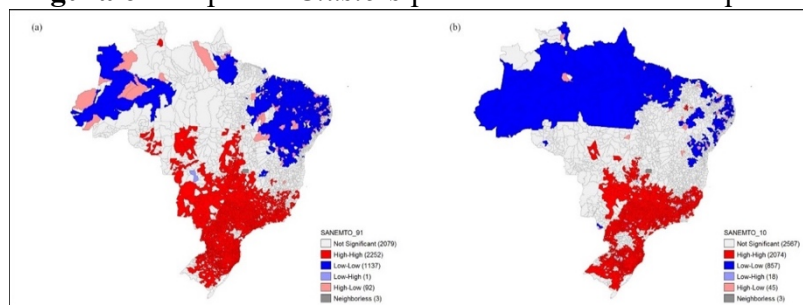 Clusters
(a)
SANEMTO_91
Not Significant (2079)
High-High (2252)
Low-Low (1137)
Low-High (1)
High-Low (92)
Neighborless (3)
(b)
SANEMTO_10
Not Significant (2567)
High-High (2074)
Low-Low (857)
Low-High (18)
High-Low (45)
Neighborless (3)